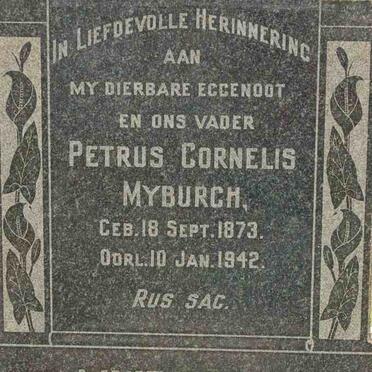 IN LIEFDEVOLLE HERINNERING
AAN
MY DIERBARE EGGENOOT
EN ONS VADER
PETRUS CORNELIS
MYBURGH,
GEB. 18 SEPT. 1873.
OORL. 10 JAN. 1942.
RUS SAG.